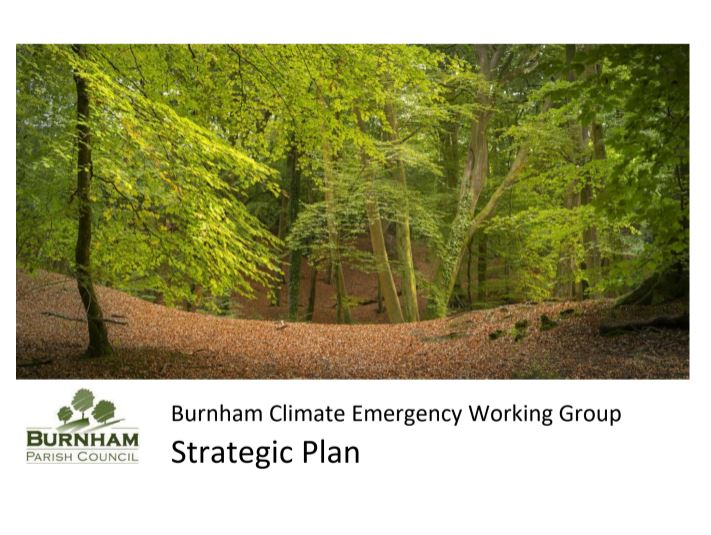 Burnham Climate Emergency Working Group
BURNHAM
PARISH COUNCIL
Strategic Plan